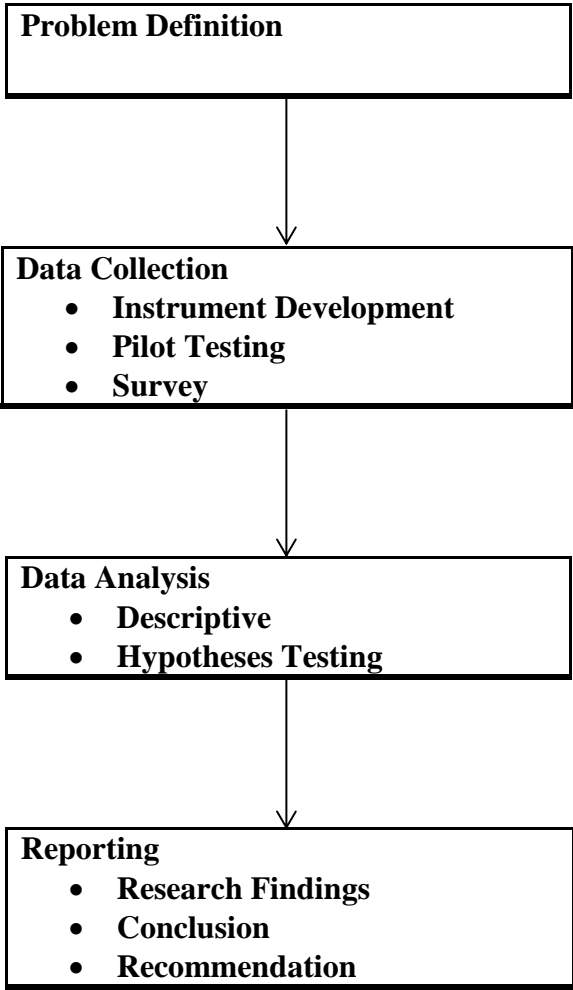 Problem Definition
Data Collection
• Instrument Development
• Pilot Testing
• Survey
Data Analysis
• Descriptive
• Hypotheses Testing
Reporting
• Research Findings
• Conclusion
• Recommendation